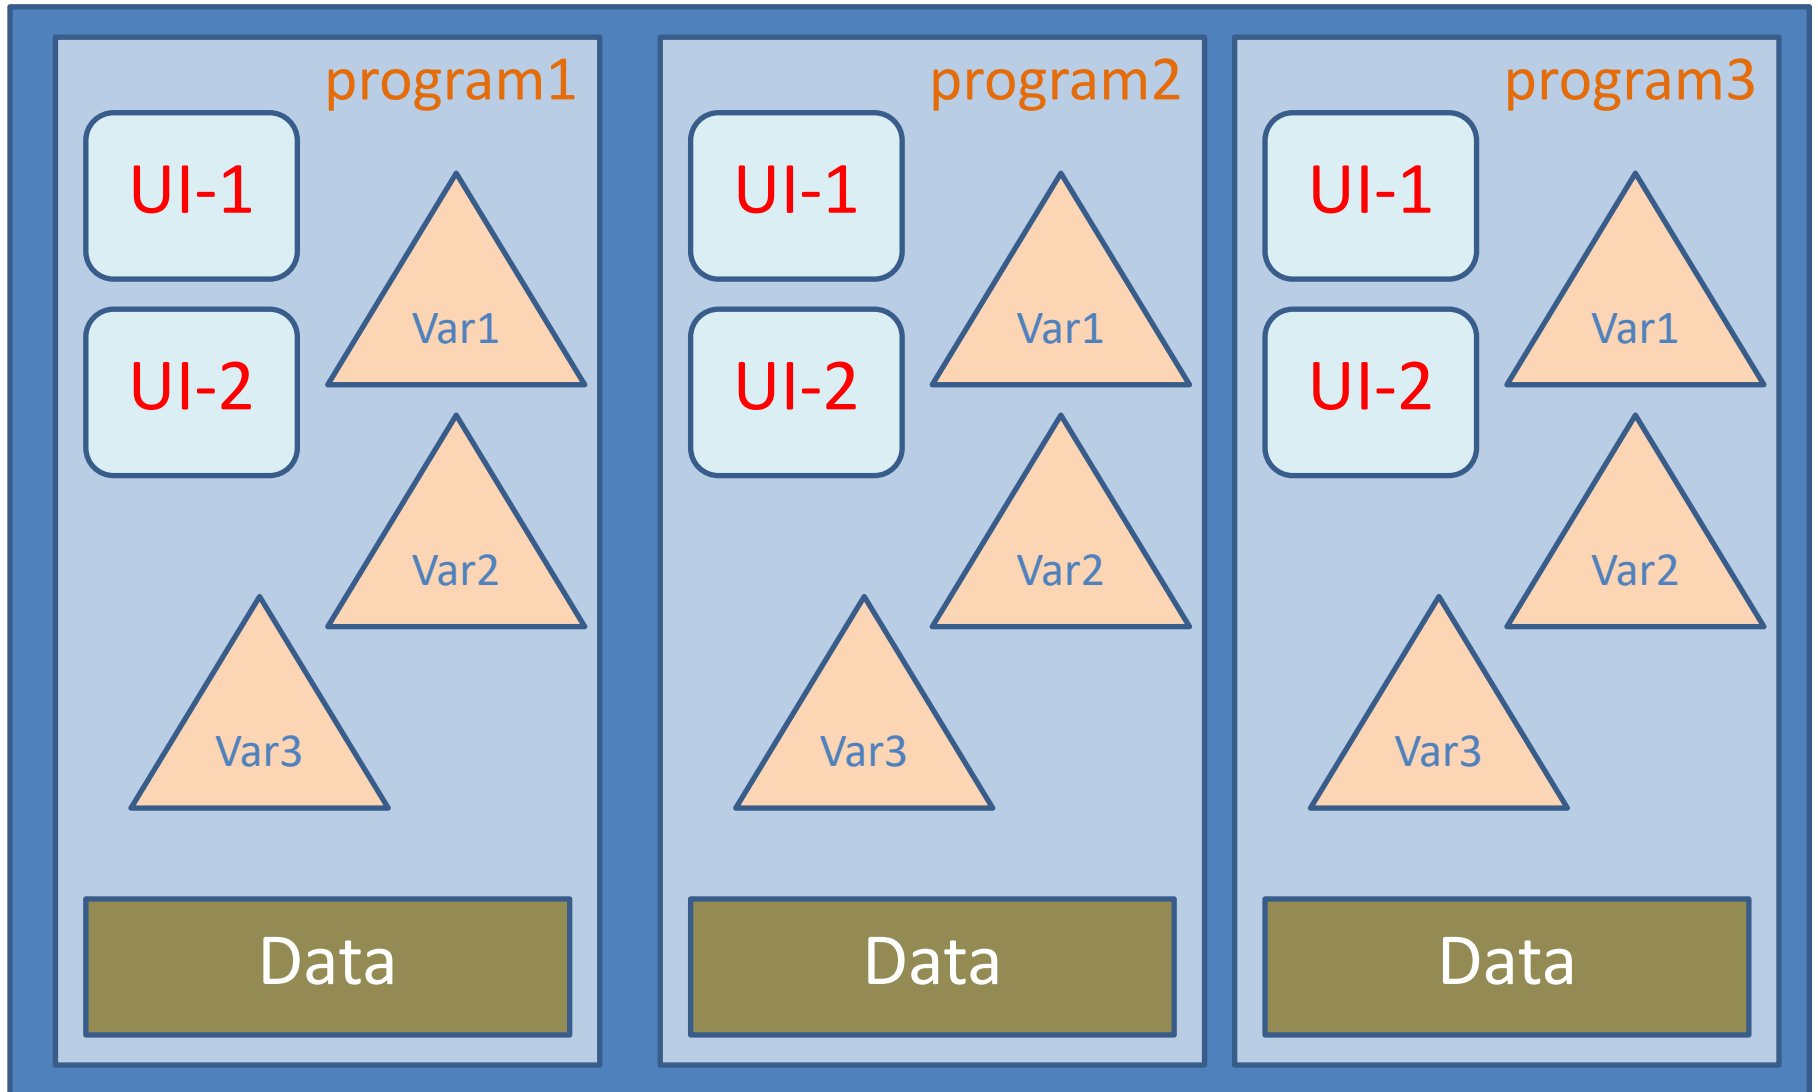 program1
UI-1
Var1
UI-2
Var2
Var3
Data
program2
UI-1
Var1
UI-2
Var2
Var3
Data
program3
UI-1
Var1
UI-2
Var2
Var3
Data